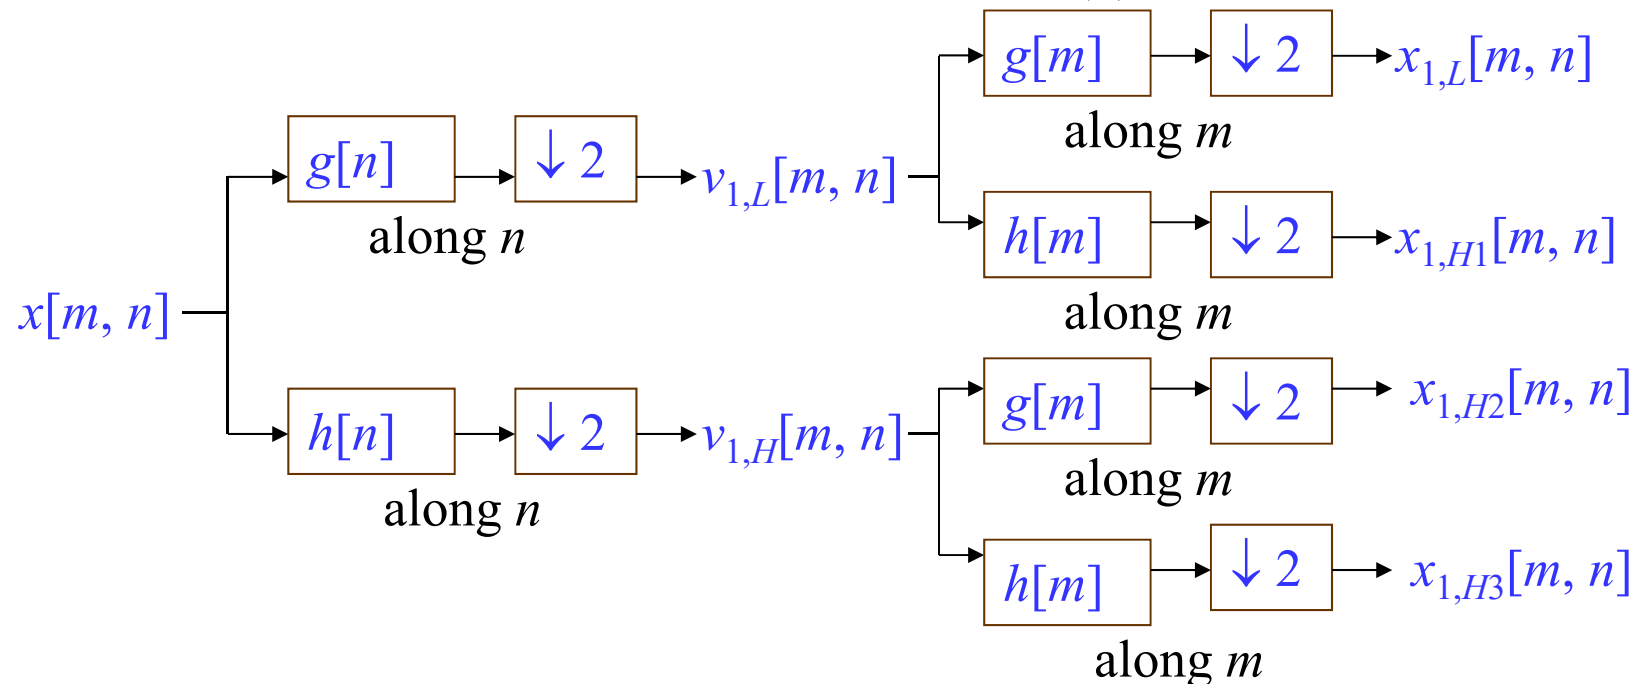 g[m] ↓ 2 x₁,L[m, n]
along m
g[n] ↓ 2 v₁,L[m, n]
along n
h[m] ↓ 2 x₁,H1[m, n]
along m
x[m, n]
g[m] ↓ 2 x₁,H2[m, n]
along m
h[n] ↓ 2 v₁,H[m, n]
along n
h[m] ↓ 2 x₁,H3[m, n]
along m